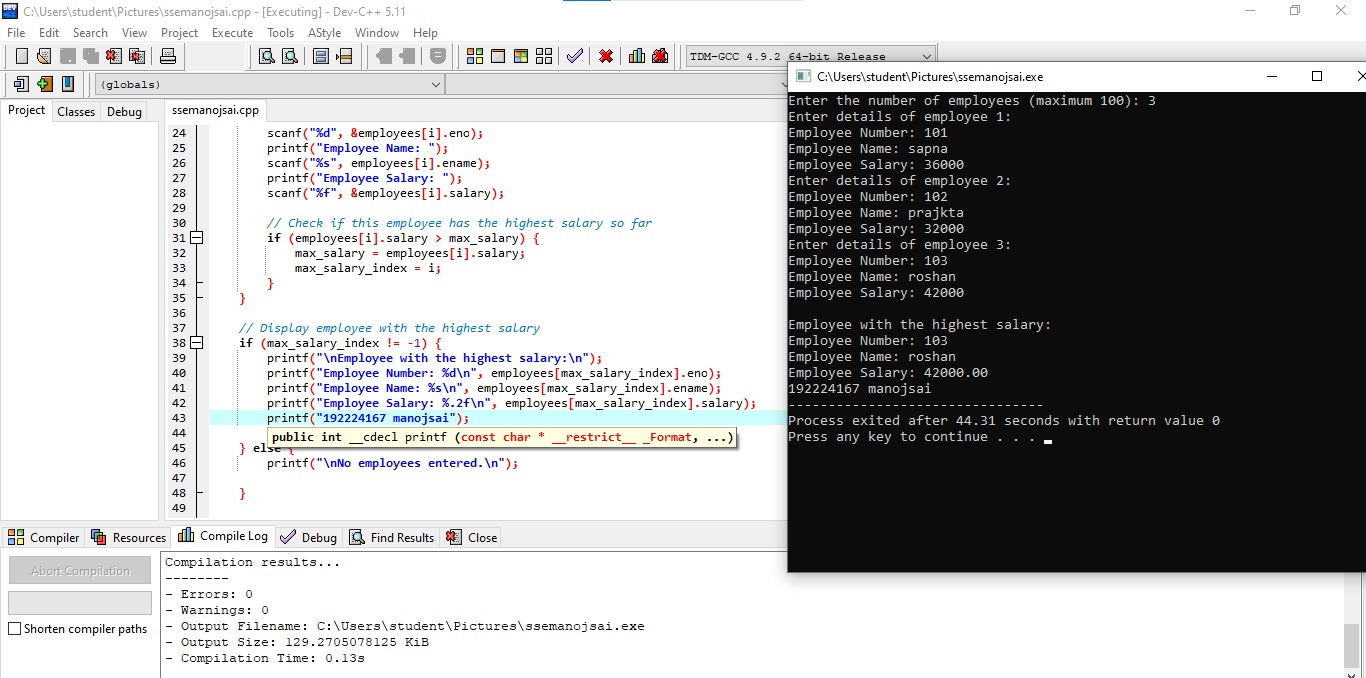 C:\Users\student\Pictures\ssemanojsai.cpp - [Executing] - Dev-C++ 5.11
File Edit Search View Project Execute Tools AStyle Window Help
TDM-GCC 4.9.2 64-bit Release
(globals)
Project Classes Debug
ssemanojsai.cpp
24 scanf("%d", &employees[i].eno);
25 printf("Employee Name: ");
26 scanf("%s", employees[i].ename);
27 printf("Employee Salary: ");
28 scanf("%f", &employees[i].salary);
29
30 // Check if this employee has the highest salary so far
31 if (employees[i].salary > max_salary) {
32 max_salary = employees[i].salary;
33 max_salary_index = i;
34 }
35 }
36
37 // Display employee with the highest salary
38 if (max_salary_index != -1) {
39 printf("\nEmployee with the highest salary:\n");
40 printf("Employee Number: %d\n", employees[max_salary_index].eno);
41 printf("Employee Name: %s\n", employees[max_salary_index].ename);
42 printf("Employee Salary: %.2f\n", employees[max_salary_index].salary);
43 printf("192224167 manojsai");
44 public int __cdecl printf (const char * __restrict__ _Format, ...)
45 } else {
46 printf("\nNo employees entered.\n");
47
48 }
49
C:\Users\student\Pictures\ssemanojsai.exe
Enter the number of employees (maximum 100): 3
Enter details of employee 1:
Employee Number: 101
Employee Name: sapna
Employee Salary: 36000
Enter details of employee 2:
Employee Number: 102
Employee Name: prajkta
Employee Salary: 32000
Enter details of employee 3:
Employee Number: 103
Employee Name: roshan
Employee Salary: 42000

Employee with the highest salary:
Employee Number: 103
Employee Name: roshan
Employee Salary: 42000.00
192224167 manojsai
--------------------------------
Process exited after 44.31 seconds with return value 0
Press any key to continue . . .
Compiler Resources Compile Log Debug Find Results Close
Abort Compilation
Shorten compiler paths
Compilation results...
--------
- Errors: 0
- Warnings: 0
- Output Filename: C:\Users\student\Pictures\ssemanojsai.exe
- Output Size: 129.2705078125 KiB
- Compilation Time: 0.13s